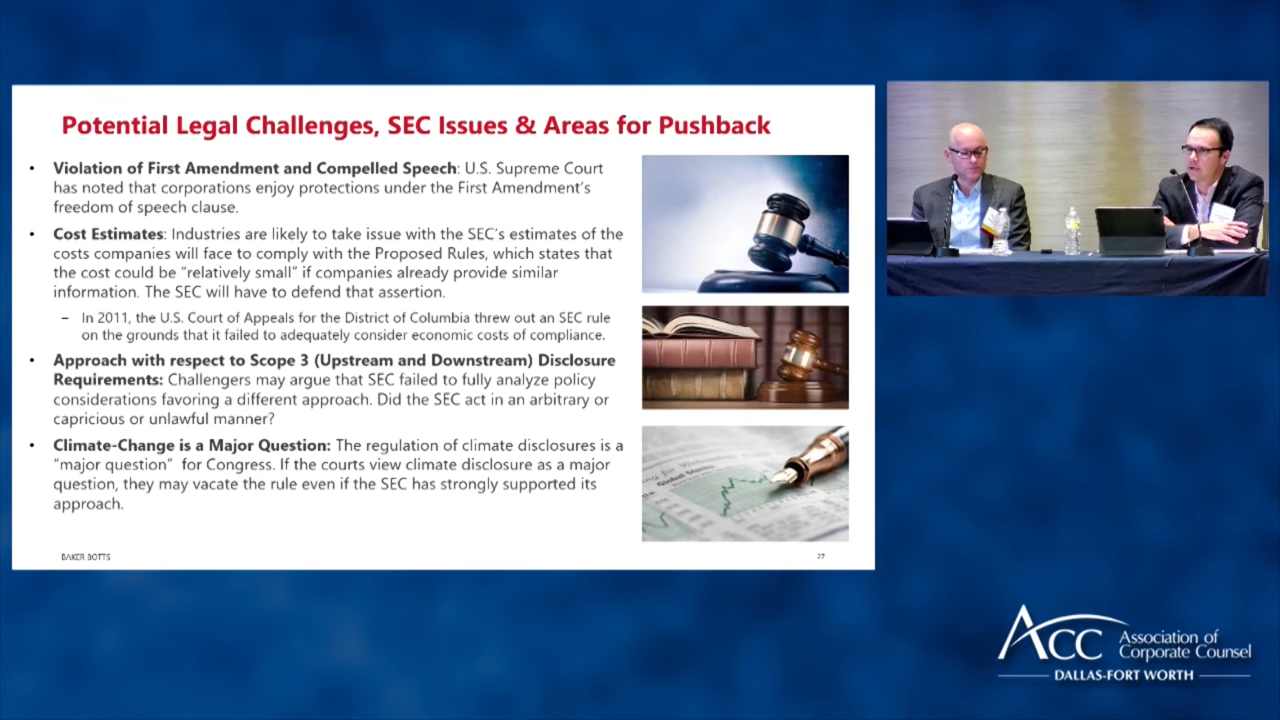 Potential Legal Challenges, SEC Issues & Areas for Pushback
• Violation of First Amendment and Compelled Speech: U.S. Supreme Court
has noted that corporations enjoy protections under the First Amendment's
freedom of speech clause.
• Cost Estimates: Industries are likely to take issue with the SEC's estimates of the
costs companies will face to comply with the Proposed Rules, which states that
the cost could be "relatively small" if companies already provide similar
information. The SEC will have to defend that assertion.
– In 2011, the U.S. Court of Appeals for the District of Columbia threw out an SEC rule
on the grounds that it failed to adequately consider economic costs of compliance.
• Approach with respect to Scope 3 (Upstream and Downstream) Disclosure
Requirements: Challengers may argue that SEC failed to fully analyze policy
considerations favoring a different approach. Did the SEC act in an arbitrary or
capricious or unlawful manner?
• Climate-Change is a Major Question: The regulation of climate disclosures is a
"major question" for Congress. If the courts view climate disclosure as a major
question, they may vacate the rule even if the SEC has strongly supported its
approach.
Global Stocks
BAKER BOTTS
27
ACC Association of
Corporate Counsel
DALLAS-FORT WORTH